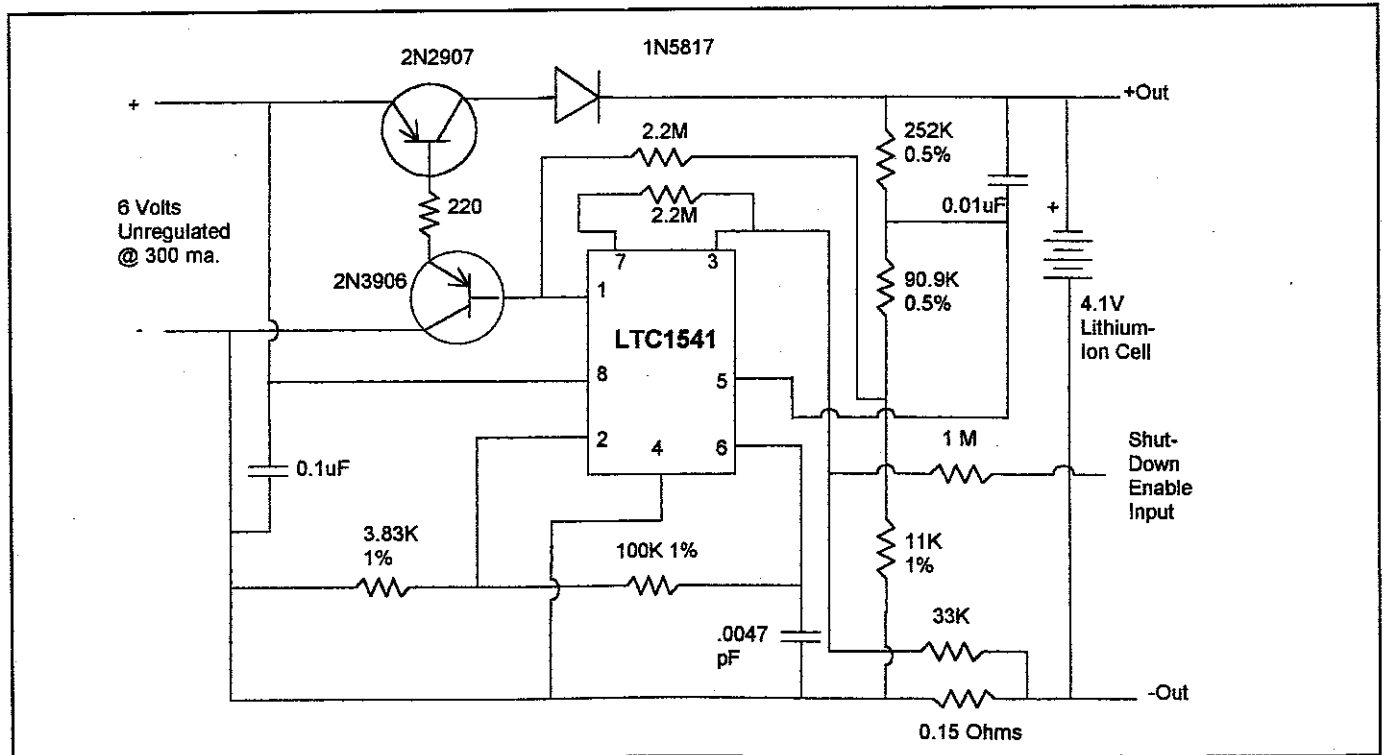 2N2907
1N5817
+
+Out
2.2M
252K
0.5%
2.2M
0.01uF
+
6 Volts
Unregulated
@ 300 ma.
220
7
3
2N3906
90.9K
0.5%
1
-
4.1V
Lithium-
Ion Cell
LTC1541
8
5
2
4
6
1 M
Shut-
Down
Enable
Input
0.1uF
3.83K
1%
100K 1%
11K
1%
.0047
pF
33K
-Out
0.15 Ohms